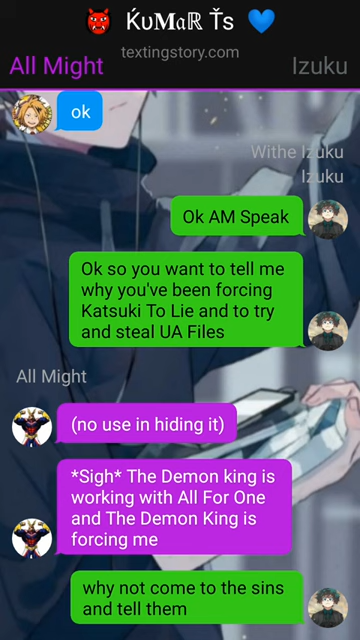 👹 ḰυMαℝ Ťs 💙
textingstory.com
All Might
Izuku
ok
Withe Izuku
Izuku
Ok AM Speak
Ok so you want to tell me
why you've been forcing
Katsuki To Lie and to try
and steal UA Files
All Might
(no use in hiding it)
*Sigh* The Demon king is
working with All For One
and The Demon King is
forcing me
why not come to the sins
and tell them